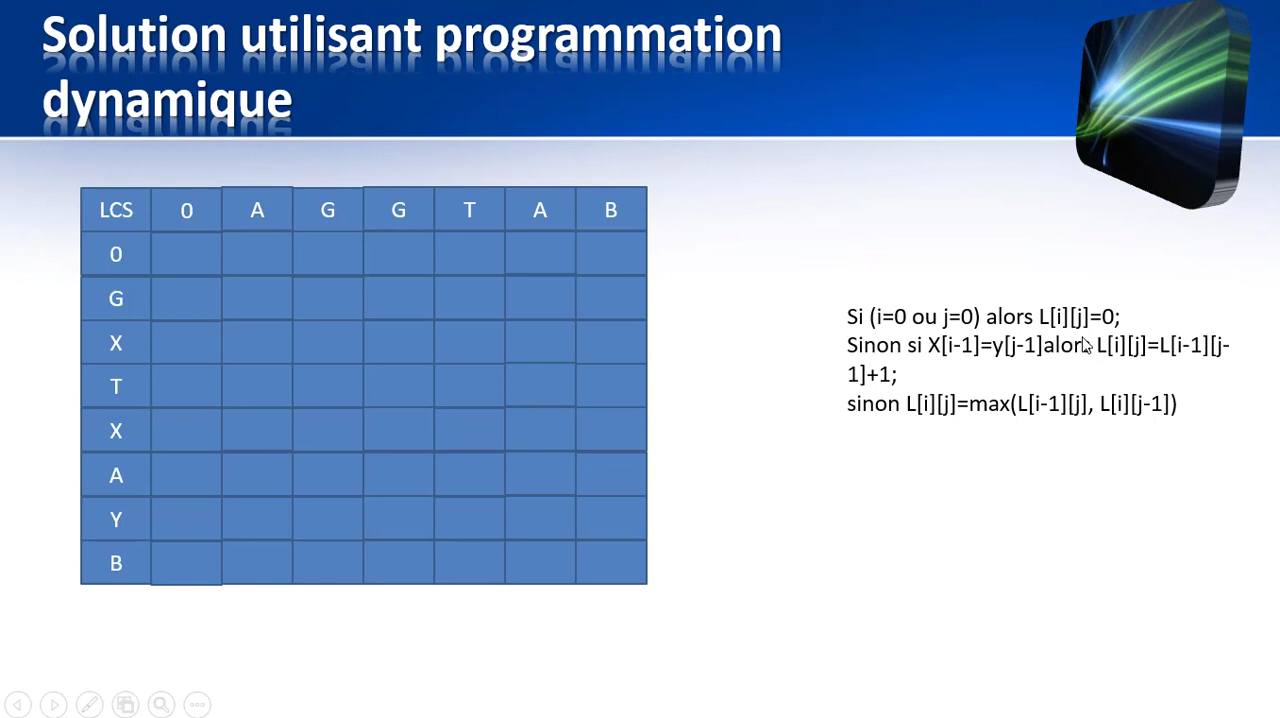 Solution utilisant programmation
dynamique
LCS 0 A G G T A B
0
G
X
T
X
A
Y
B
Si (i=0 ou j=0) alors L[i][j]=0;
Sinon si X[i-1]=y[j-1]alors L[i][j]=L[i-1][j-
1]+1;
sinon L[i][j]=max(L[i-1][j], L[i][j-1])